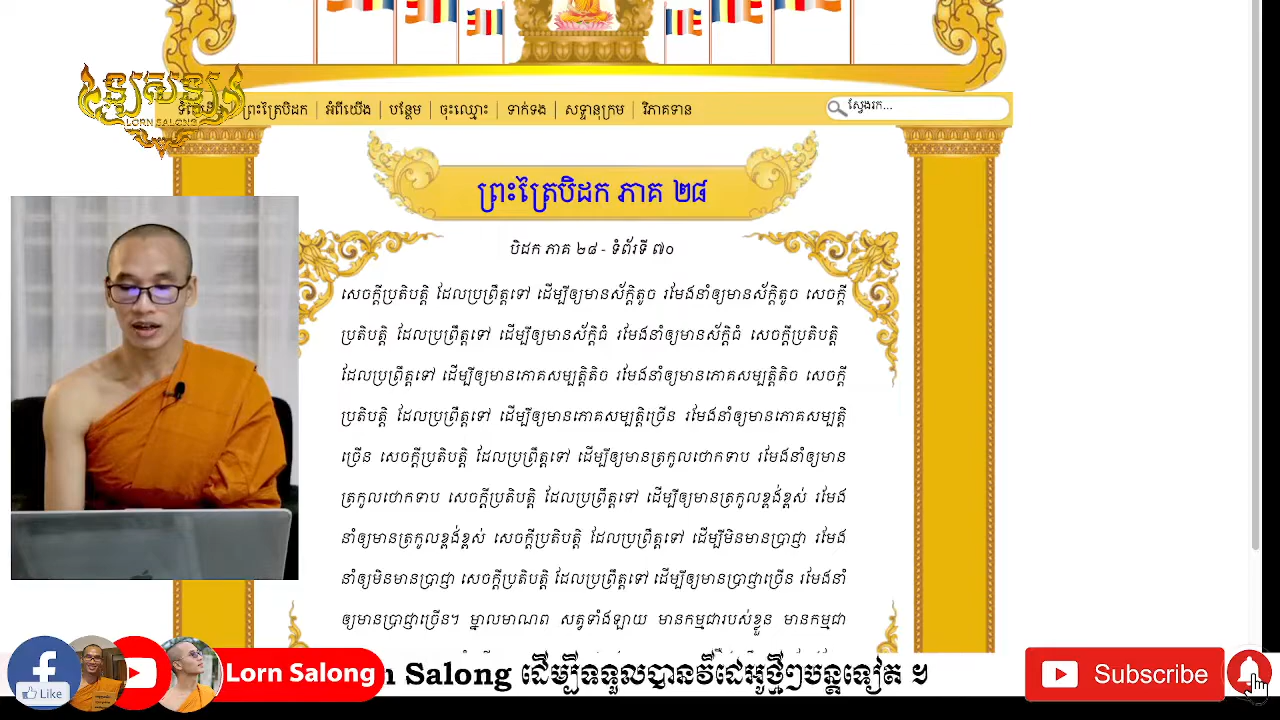 ឡុសឡុ
LORN SALONG
ព្រះត្រៃបិដក
អំពីយើង
បន្ថែម
ចុះឈ្មោះ
ទាក់ទង
សទ្ទានុក្រម
វិភាគទាន
ស្វែងរក...
ព្រះត្រៃបិដក ភាគ ២៨
បិដក ភាគ ២៨ - ទំព័រទី ៧០
សេចក្តីប្រតិបត្តិ ដែលប្រព្រឹត្តទៅ ដើម្បីឲ្យមានស័ក្តិតូច រមែងនាំឲ្យមានស័ក្តិតូច សេចក្តី
ប្រតិបត្តិ ដែលប្រព្រឹត្តទៅ ដើម្បីឲ្យមានស័ក្តិធំ រមែងនាំឲ្យមានស័ក្តិធំ សេចក្តីប្រតិបត្តិ
ដែលប្រព្រឹត្តទៅ ដើម្បីឲ្យមានភោគសម្បត្តិតិច រមែងនាំឲ្យមានភោគសម្បត្តិតិច សេចក្តី
ប្រតិបត្តិ ដែលប្រព្រឹត្តទៅ ដើម្បីឲ្យមានភោគសម្បត្តិច្រើន រមែងនាំឲ្យមានភោគសម្បត្តិ
ច្រើន សេចក្តីប្រតិបត្តិ ដែលប្រព្រឹត្តទៅ ដើម្បីឲ្យមានត្រកូលថោកទាប រមែងនាំឲ្យមាន
ត្រកូលថោកទាប សេចក្តីប្រតិបត្តិ ដែលប្រព្រឹត្តទៅ ដើម្បីឲ្យមានត្រកូលខ្ពង់ខ្ពស់ រមែង
នាំឲ្យមានត្រកូលខ្ពង់ខ្ពស់ សេចក្តីប្រតិបត្តិ ដែលប្រព្រឹត្តទៅ ដើម្បីមិនមានប្រាជ្ញា រមែង
នាំឲ្យមិនមានប្រាជ្ញា សេចក្តីប្រតិបត្តិ ដែលប្រព្រឹត្តទៅ ដើម្បីឲ្យមានប្រាជ្ញាច្រើន រមែងនាំ
ឲ្យមានប្រាជ្ញាច្រើន។ ម្នាលមាណព សត្វទាំងឡាយ មានកម្មជារបស់ខ្លួន មានកម្មជា
Like
Lorn Salong
n Salong ដើម្បីទទួលបានវីដេអូថ្មីៗបន្តទៀត ។
Subscribe